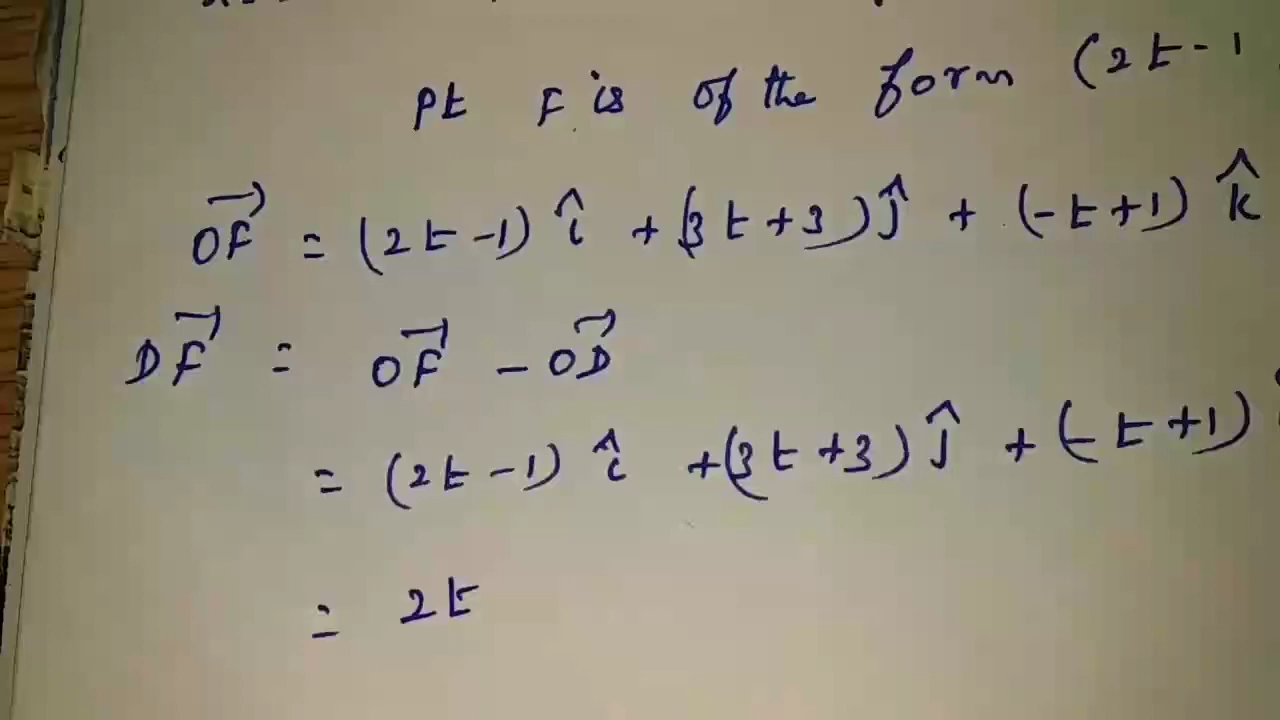 Pt F is of the form (2t-1
OF⃗ = (2t-1) î + (3t+3) ĵ + (-t+1) k̂
DF⃗ = OF⃗ - OD⃗
= (2t-1) î + (3t+3) ĵ + (-t+1)
= 2t